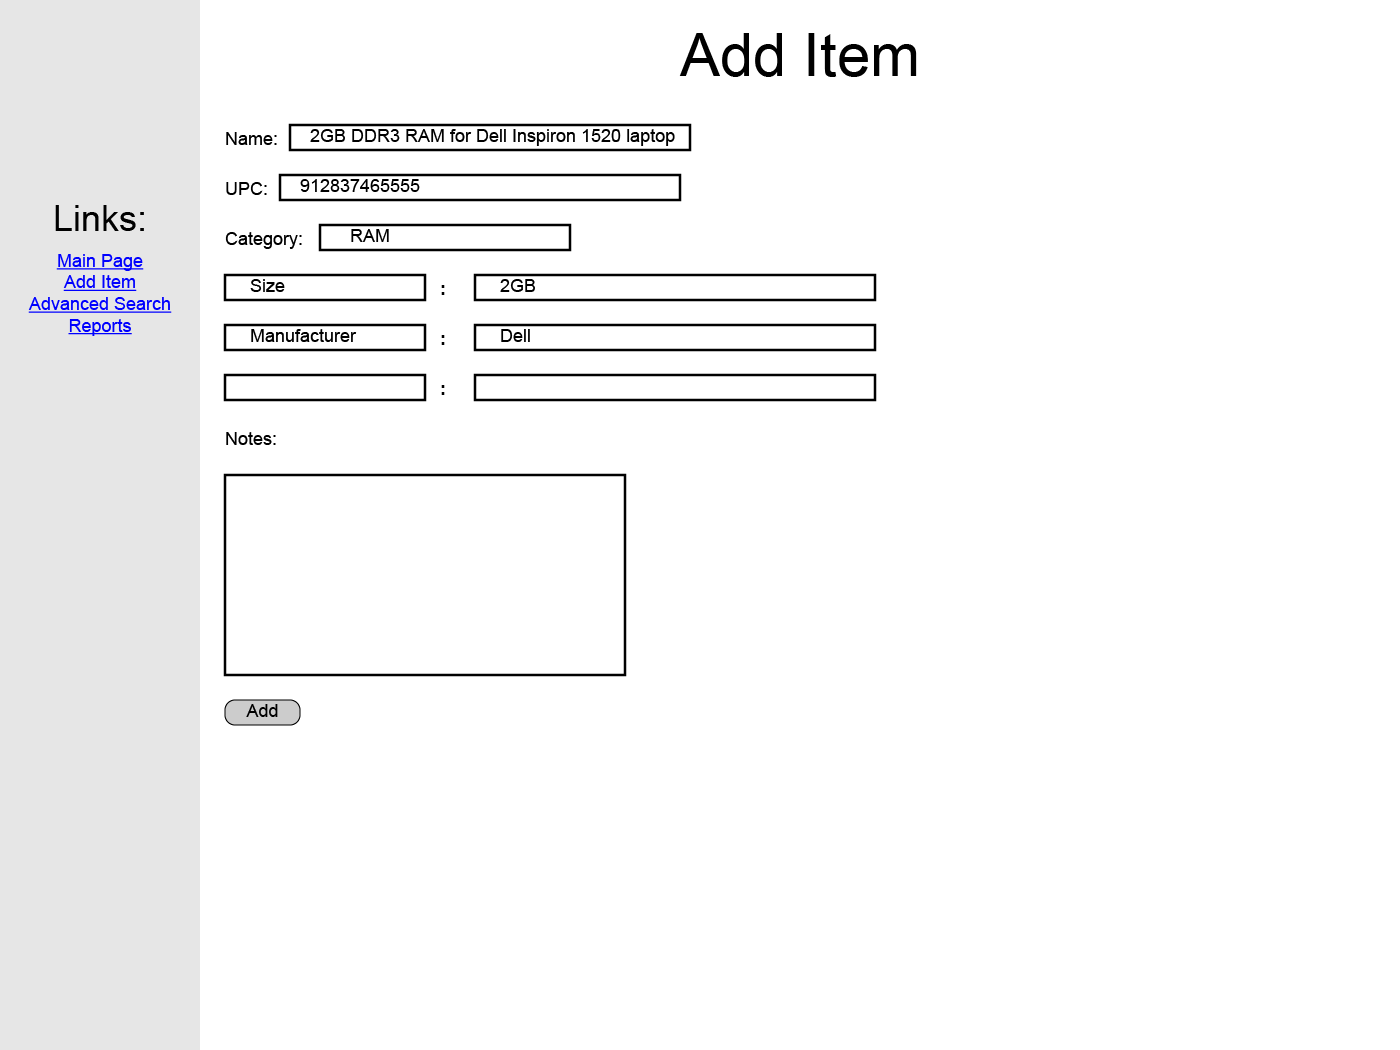 Add Item
Name: 2GB DDR3 RAM for Dell Inspiron 1520 laptop
UPC: 912837465555
Category: RAM
Size : 2GB
Manufacturer : Dell
:
Notes:
Add
Links:
Main Page
Add Item
Advanced Search
Reports